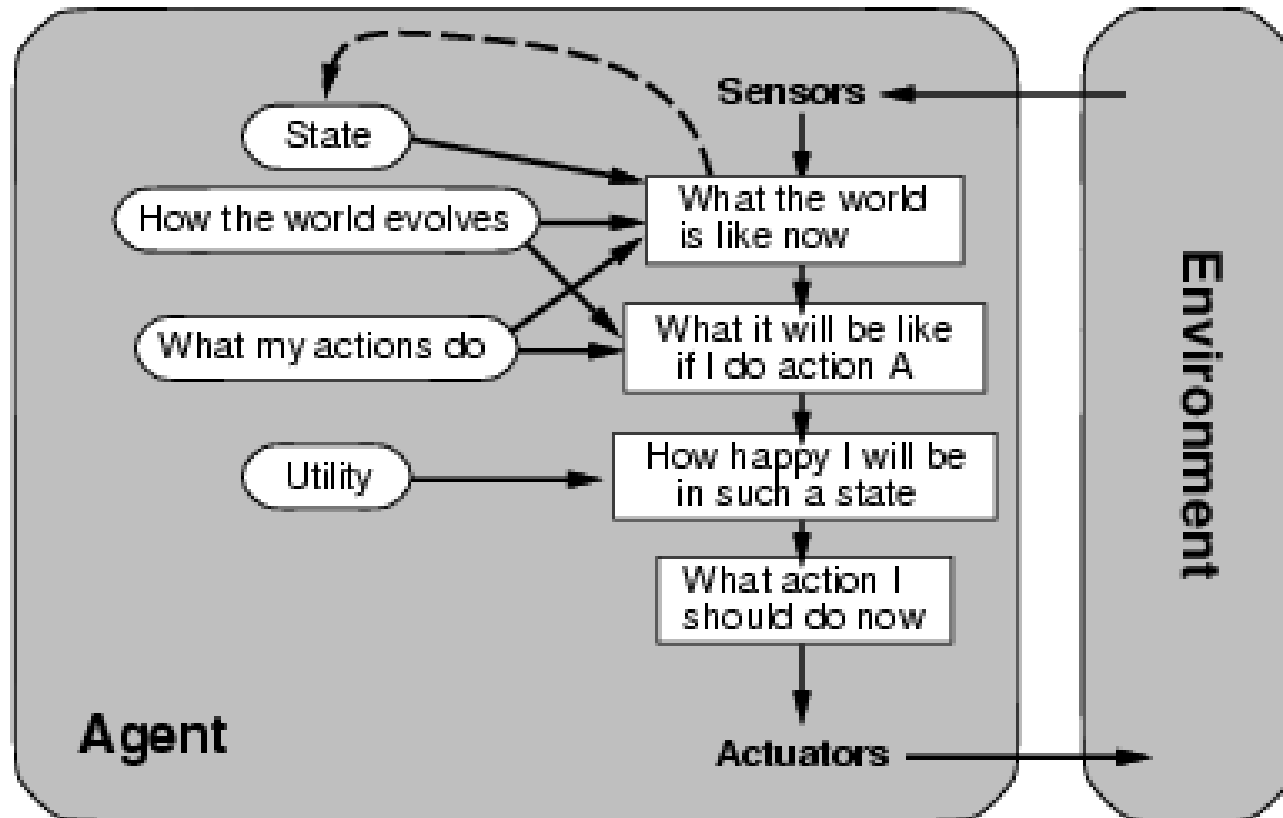 Sensors
State
What the world
is like now
How the world evolves
What it will be like
if I do action A
What my actions do
How happy I will be
in such a state
Utility
What action I
should do now
Agent
Actuators
Environment